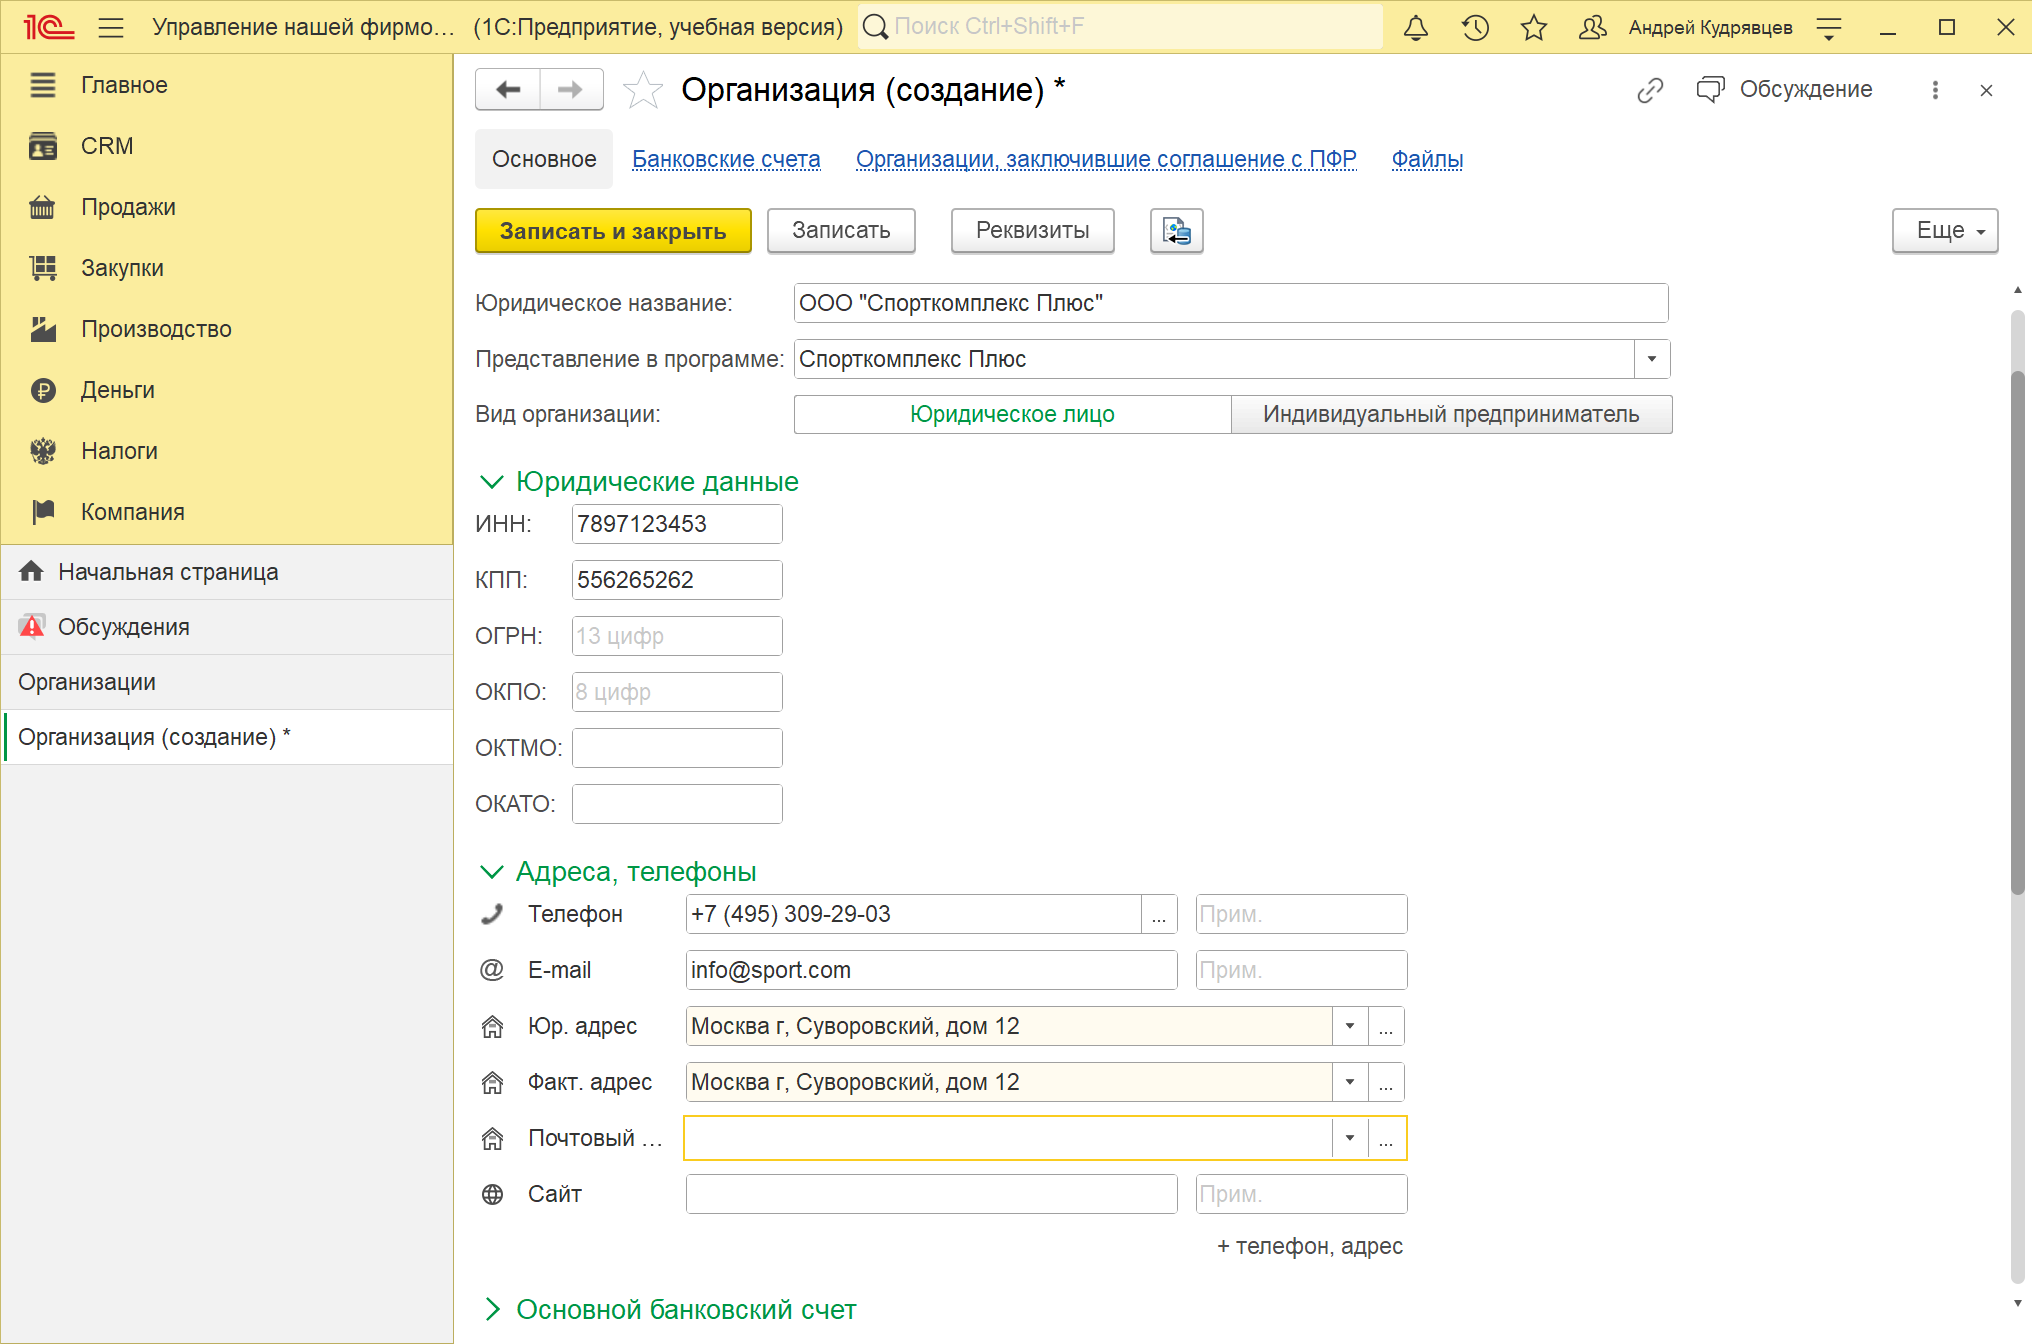 1С Управление нашей фирмо... (1С:Предприятие, учебная версия) Поиск Ctrl+Shift+F Андрей Кудрявцев
Главное
CRM
Продажи
Закупки
Производство
Деньги
Налоги
Компания
Начальная страница
Обсуждения
Организации
Организация (создание) *
Организация (создание) * Обсуждение
Основное Банковские счета Организации, заключившие соглашение с ПФР Файлы
Записать и закрыть Записать Реквизиты Еще
Юридическое название: ООО "Спорткомплекс Плюс"
Представление в программе: Спорткомплекс Плюс
Вид организации: Юридическое лицо Индивидуальный предприниматель
Юридические данные
ИНН: 7897123453
КПП: 556265262
ОГРН: 13 цифр
ОКПО: 8 цифр
ОКТМО:
ОКАТО:
Адреса, телефоны
Телефон +7 (495) 309-29-03 ... Прим.
@ E-mail info@sport.com Прим.
Юр. адрес Москва г, Суворовский, дом 12 ...
Факт. адрес Москва г, Суворовский, дом 12 ...
Почтовый ... ...
Сайт Прим.
+ телефон, адрес
Основной банковский счет